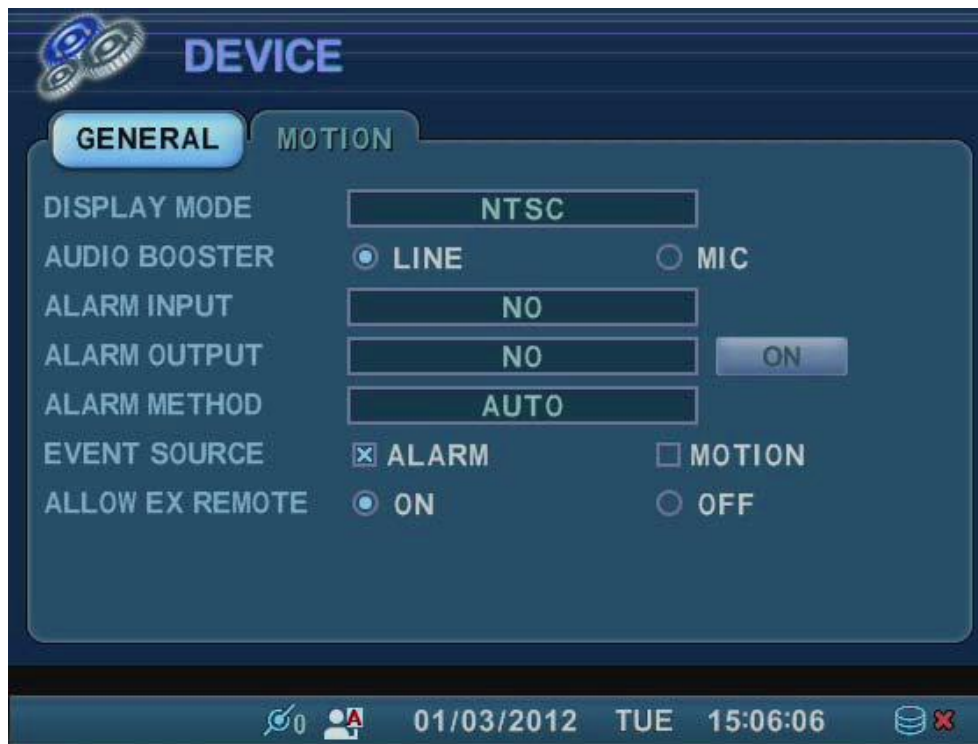 DEVICE
GENERAL MOTION
DISPLAY MODE NTSC
AUDIO BOOSTER LINE MIC
ALARM INPUT NO
ALARM OUTPUT NO ON
ALARM METHOD AUTO
EVENT SOURCE ALARM MOTION
ALLOW EX REMOTE ON OFF
0 A 01/03/2012 TUE 15:06:06